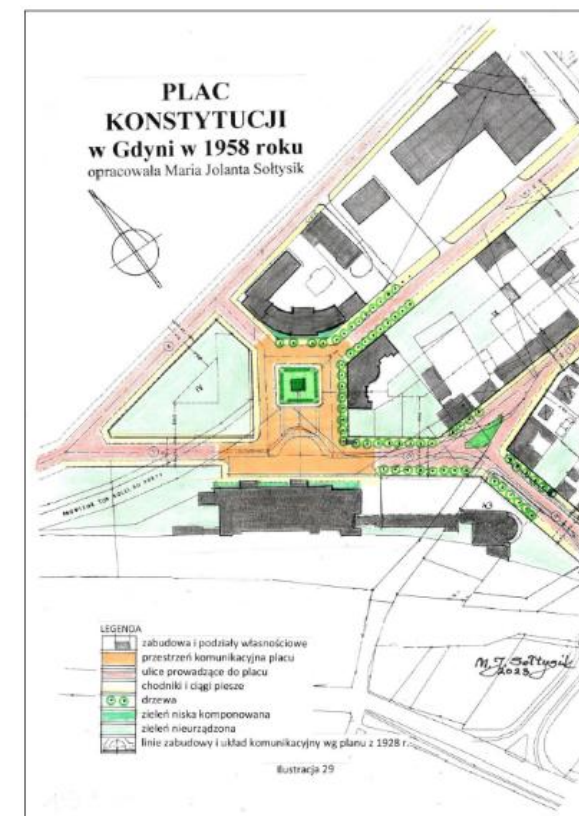 PLAC
KONSTYTUCJI
w Gdyni w 1958 roku
opracowała Maria Jolanta Sołtysik
LEGENDA
zabudowa i podziały własnościowe
przestrzeń komunikacyjna placu
ulice prowadzące do placu
chodniki i ciągi piesze
drzewa
zieleń niska komponowana
zieleń nieurządzona
linie zabudowy i układ komunikacyjny wg planu z 1928 r.
M. J. Sołtysik
2023
Ilustracja 29